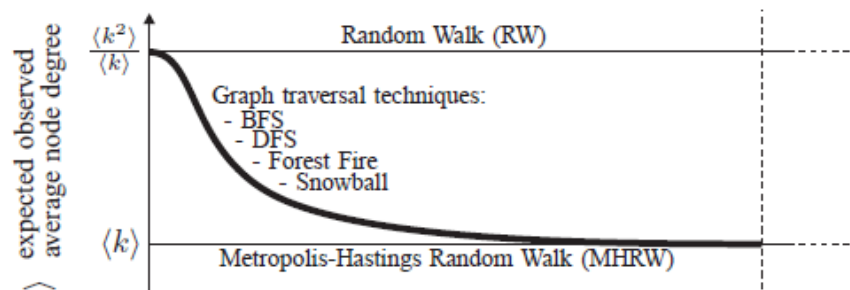 expected observed
average node degree
⟨k²⟩
⟨k⟩
Random Walk (RW)
Graph traversal techniques:
- BFS
- DFS
- Forest Fire
- Snowball
⟨k⟩
Metropolis-Hastings Random Walk (MHRW)
⟩